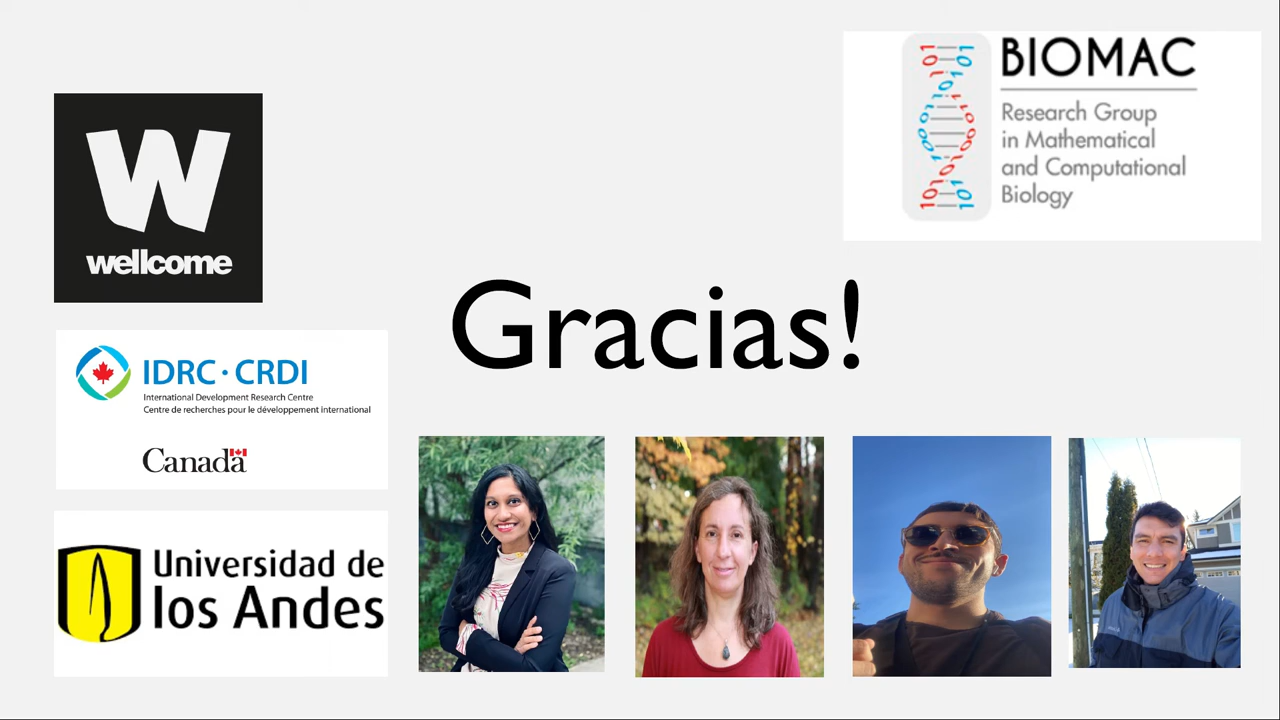 W
wellcome
BIOMAC
Research Group
in Mathematical
and Computational
Biology
Gracias!
IDRC · CRDI
International Development Research Centre
Centre de recherches pour le développement international
Canada
Universidad de
los Andes